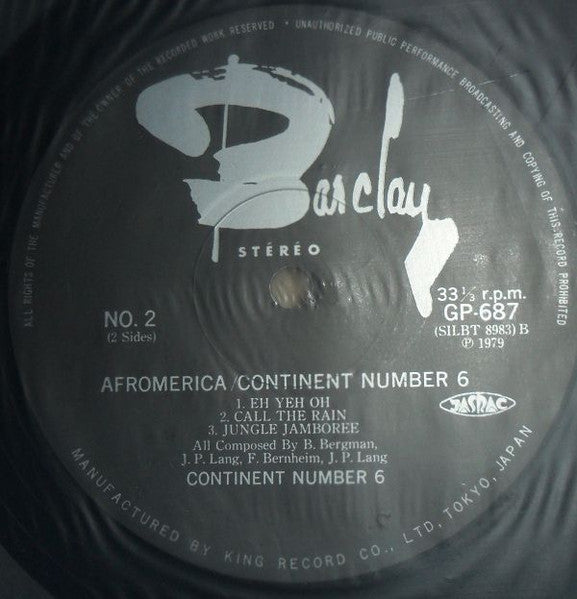 ALL RIGHTS OF THE MANUFACTURER AND OF THE OWNER OF THE RECORDED WORK RESERVED • UNAUTHORIZED PUBLIC PERFORMANCE BROADCASTING AND COPYING OF THIS RECORD PROHIBITED
Barclay
STÉRÉO
33⅓ r.p.m.
NO. 2
GP-687
(2 Sides)
(SILBT 8983) B
Ⓟ 1979
AFROMERICA/CONTINENT NUMBER 6
1. EH YEH OH
JASRAC
2. CALL THE RAIN
3. JUNGLE JAMBOREE
All Composed By B. Bergman,
J. P. Lang, F. Bernheim, J. P. Lang
CONTINENT NUMBER 6
MANUFACTURED BY KING RECORD CO., LTD, TOKYO, JAPAN